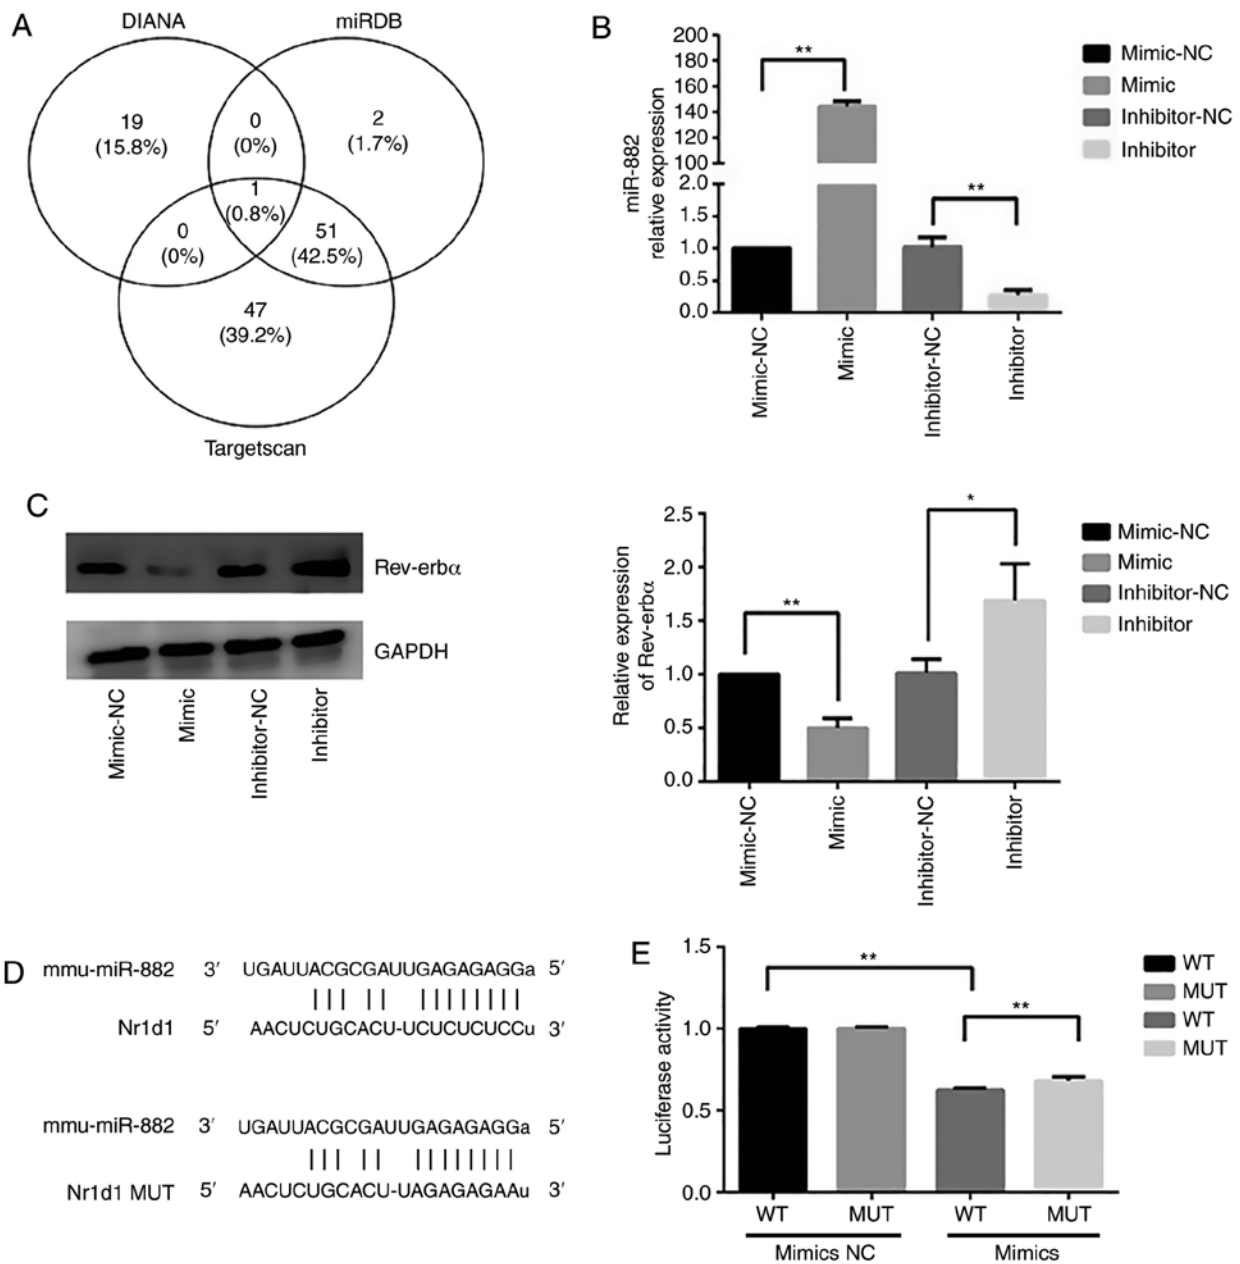 A
DIANA
miRDB
19
(15.8%)
0
(0%)
2
(1.7%)
1
(0.8%)
0
(0%)
51
(42.5%)
47
(39.2%)
Targetscan
B
miR-882
relative expression
200
180
160
140
120
100
2.0
1.5
1.0
0.5
0.0
**
**
Mimic-NC
Mimic
Inhibitor-NC
Inhibitor
Mimic-NC
Mimic
Inhibitor-NC
Inhibitor
C
Rev-erbα
GAPDH
Mimic-NC
Mimic
Inhibitor-NC
Inhibitor
Relative expression
of Rev-erbα
2.5
2.0
1.5
1.0
0.5
0.0
**
*
Mimic-NC
Mimic
Inhibitor-NC
Inhibitor
Mimic-NC
Mimic
Inhibitor-NC
Inhibitor
D
mmu-miR-882 3′ UGAUUACGCGAUUGAGAGAGGa 5′
Nr1d1 5′ AACUCUGCACU-UCUCUCUCCu 3′
mmu-miR-882 3′ UGAUUACGCGAUUGAGAGAGGa 5′
Nr1d1 MUT 5′ AACUCUGCACU-UAGAGAGAAu 3′
E
Luciferase activity
1.5
1.0
0.5
0.0
**
**
WT
MUT
WT
MUT
WT MUT WT MUT
Mimics NC Mimics